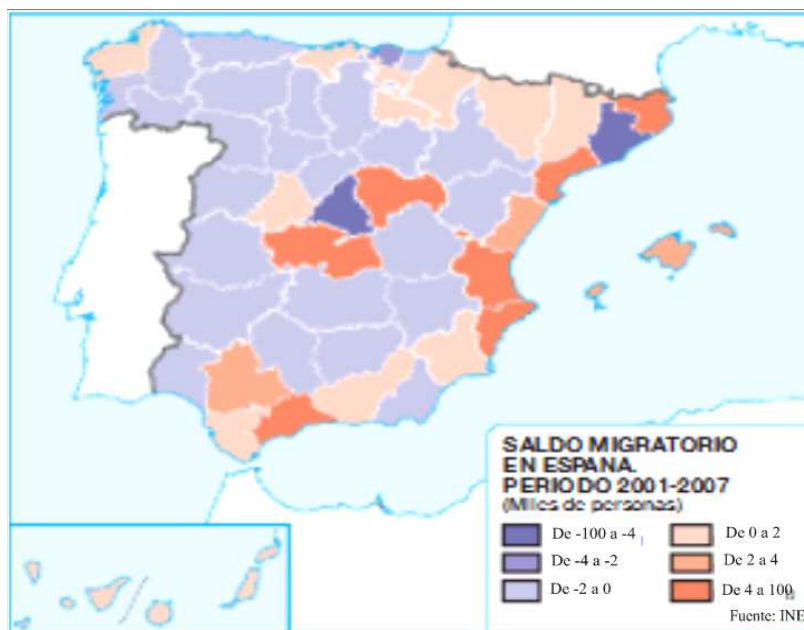 SALDO MIGRATORIO
EN ESPANA.
PERIODO 2001-2007
(Miles de personas)
De -100 a -4
De -4 a -2
De -2 a 0
De 0 a 2
De 2 a 4
De 4 a 100
Fuente: INE